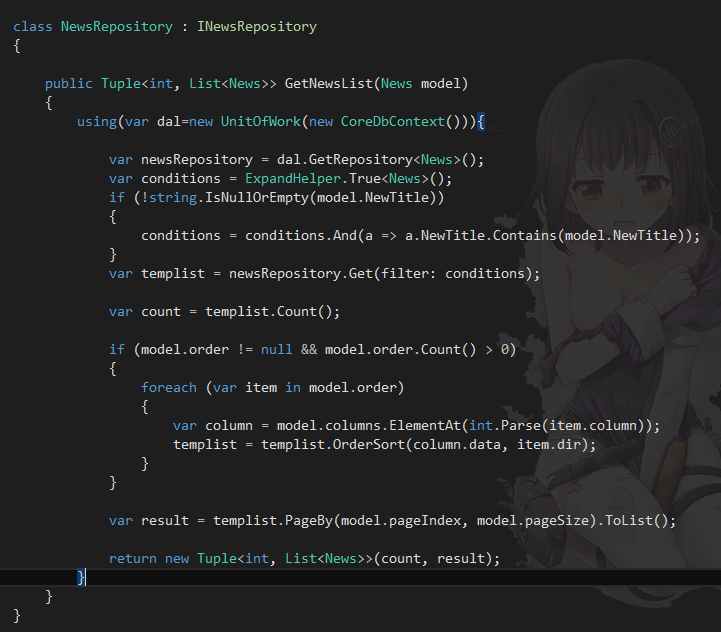 class NewsRepository : INewsRepository
{
public Tuple<int, List<News>> GetNewsList(News model)
{
using(var dal=new UnitOfWork(new CoreDbContext())){
var newsRepository = dal.GetRepository<News>();
var conditions = ExpandHelper.True<News>();
if (!string.IsNullOrEmpty(model.NewTitle))
{
conditions = conditions.And(a => a.NewTitle.Contains(model.NewTitle));
}
var templist = newsRepository.Get(filter: conditions);
var count = templist.Count();
if (model.order != null && model.order.Count() > 0)
{
foreach (var item in model.order)
{
var column = model.columns.ElementAt(int.Parse(item.column));
templist = templist.OrderSort(column.data, item.dir);
}
}
var result = templist.PageBy(model.pageIndex, model.pageSize).ToList();
return new Tuple<int, List<News>>(count, result);
}
}
}